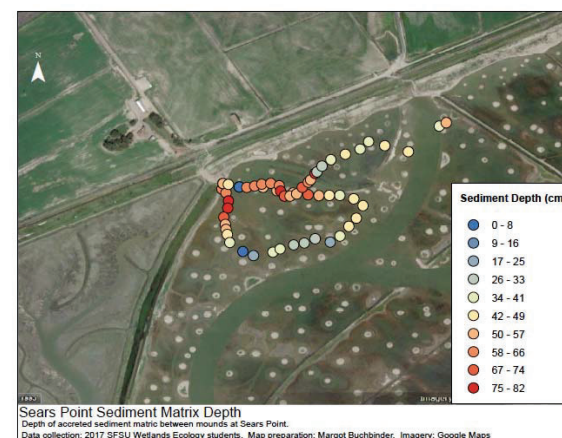 N
Sediment Depth (cm
0 - 8
9 - 16
17 - 25
26 - 33
34 - 41
42 - 49
50 - 57
58 - 66
67 - 74
75 - 82
Sears Point Sediment Matrix Depth
Depth of accreted sediment matric between mounds at Sears Point.
Data collection: 2017 SFSU Wetlands Ecology students. Map preparation: Margot Buchbinder. Imagery: Google Maps